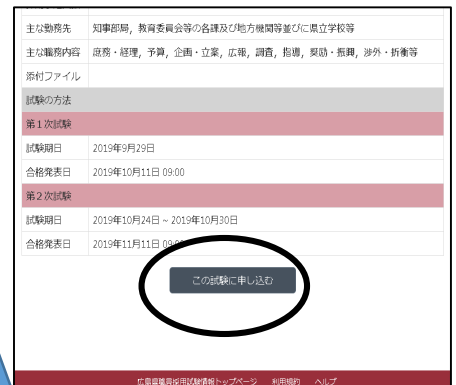 主な勤務先 知事部局，教育委員会等の各課及び地方機関等並びに県立学校等
主な職務内容 庶務・経理，予算，企画・立案，広報，調査，指導，奨励・振興，渉外・折衝等
添付ファイル
試験の方法
第１次試験
試験期日 2019年9月29日
合格発表日 2019年10月11日 09:00
第２次試験
試験期日 2019年10月24日 ~ 2019年10月30日
合格発表日 2019年11月11日 09:00
この試験に申し込む
広島県職員採用試験情報トップページ 利用規約 ヘルプ